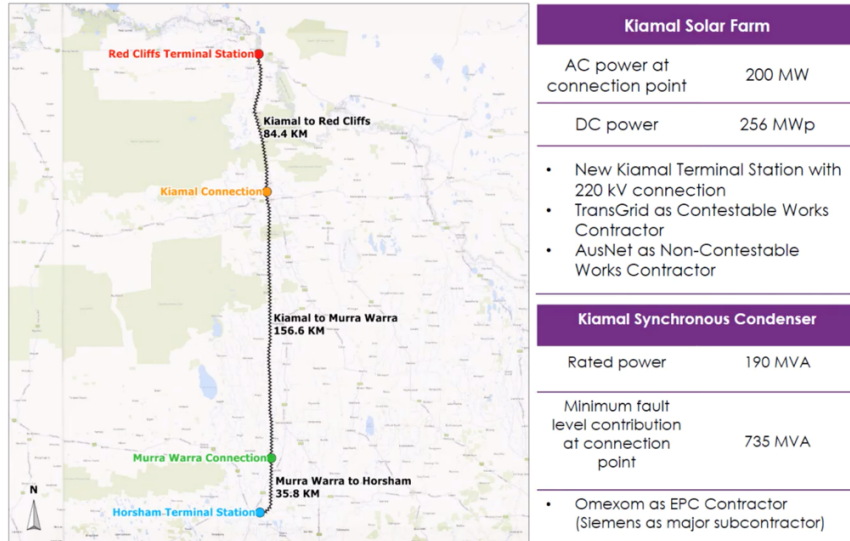 Red Cliffs Terminal Station
Kiamal to Red Cliffs
84.4 KM
Kiamal Connection
Kiamal to Murra Warra
156.6 KM
Murra Warra Connection
Murra Warra to Horsham
35.8 KM
N
Horsham Terminal Station
Kiamal Solar Farm
AC power at
connection point
200 MW
DC power
256 MWp
• New Kiamal Terminal Station with
220 kV connection
• TransGrid as Contestable Works
Contractor
• AusNet as Non-Contestable
Works Contractor
Kiamal Synchronous Condenser
Rated power
190 MVA
Minimum fault
level contribution
at connection
point
735 MVA
• Omexom as EPC Contractor
(Siemens as major subcontractor)